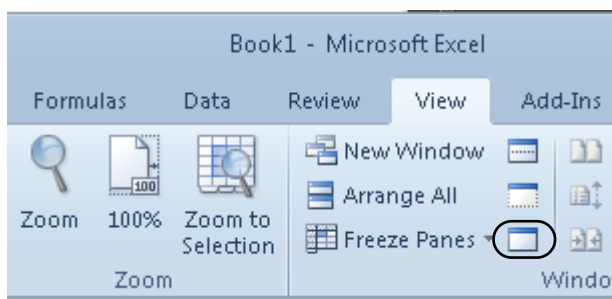 Book1 - Microsoft Excel
Formulas Data Review View Add-Ins
New Window
100
Arrange All
Zoom 100% Zoom to Selection
Freeze Panes
Zoom Windo